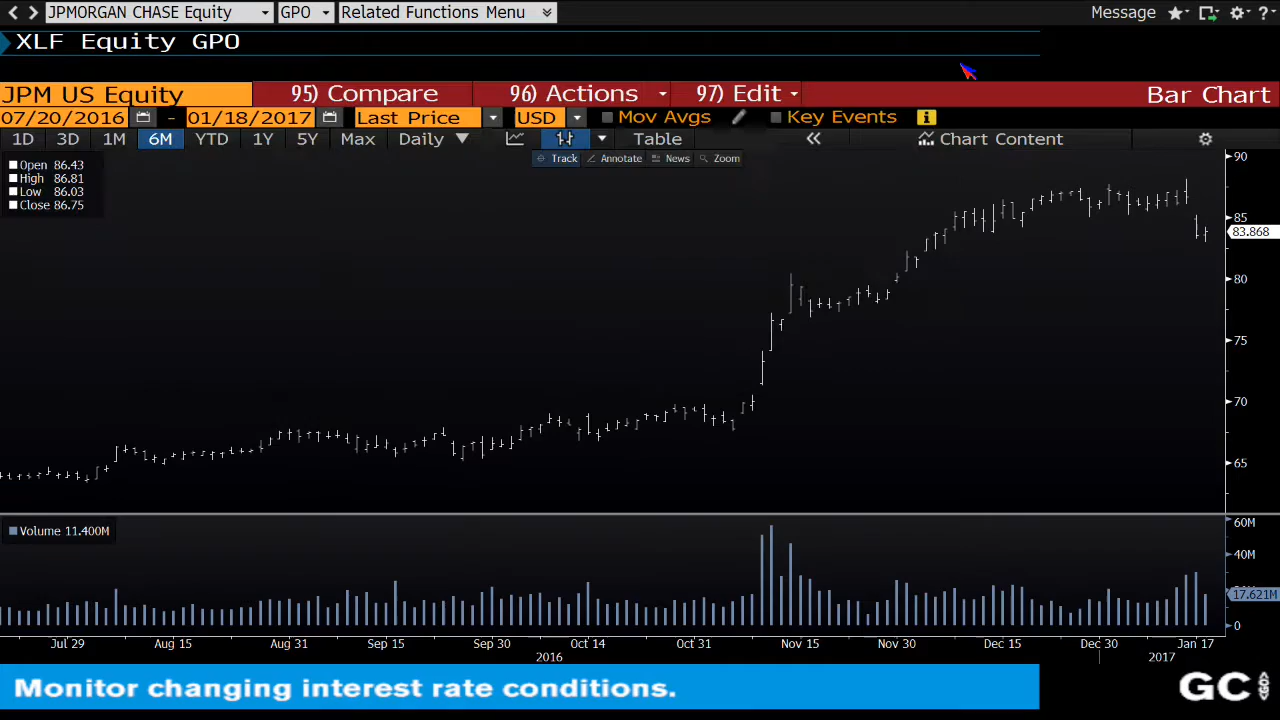 JPMORGAN CHASE Equity GPO Related Functions Menu Message
XLF Equity GPO
JPM US Equity 95) Compare 96) Actions 97) Edit Bar Chart
07/20/2016 - 01/18/2017 Last Price USD Mov Avgs Key Events
1D 3D 1M 6M YTD 1Y 5Y Max Daily Table Chart Content
Track Annotate News Zoom
Open 86.43
High 86.81
Low 86.03
Close 86.75
90
85
83.868
80
75
70
65
Volume 11.400M
60M
40M
17.621M
0
Jul 29 Aug 15 Aug 31 Sep 15 Sep 30 Oct 14 Oct 31 Nov 15 Nov 30 Dec 15 Dec 30 Jan 17
2016 2017
Monitor changing interest rate conditions.
GC